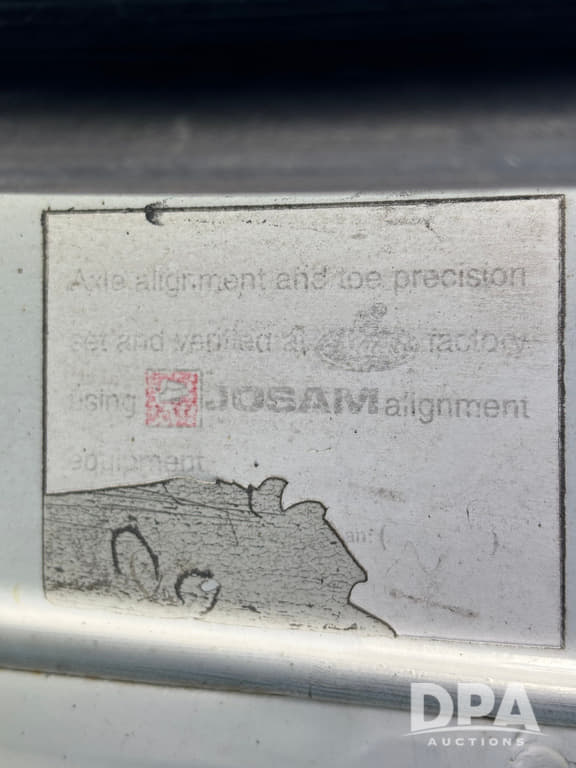 Axle alignment and toe precision
set and verified at factory
using JOSAM alignment
equipment
DPA
AUCTIONS